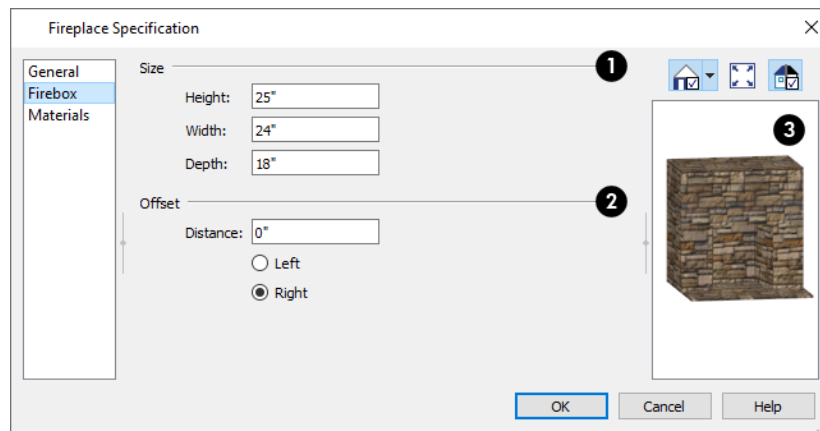 Fireplace Specification
General
Firebox
Materials
Size
1
Height: 25"
Width: 24"
Depth: 18"
Offset
2
Distance: 0"
Left
Right
3
OK
Cancel
Help